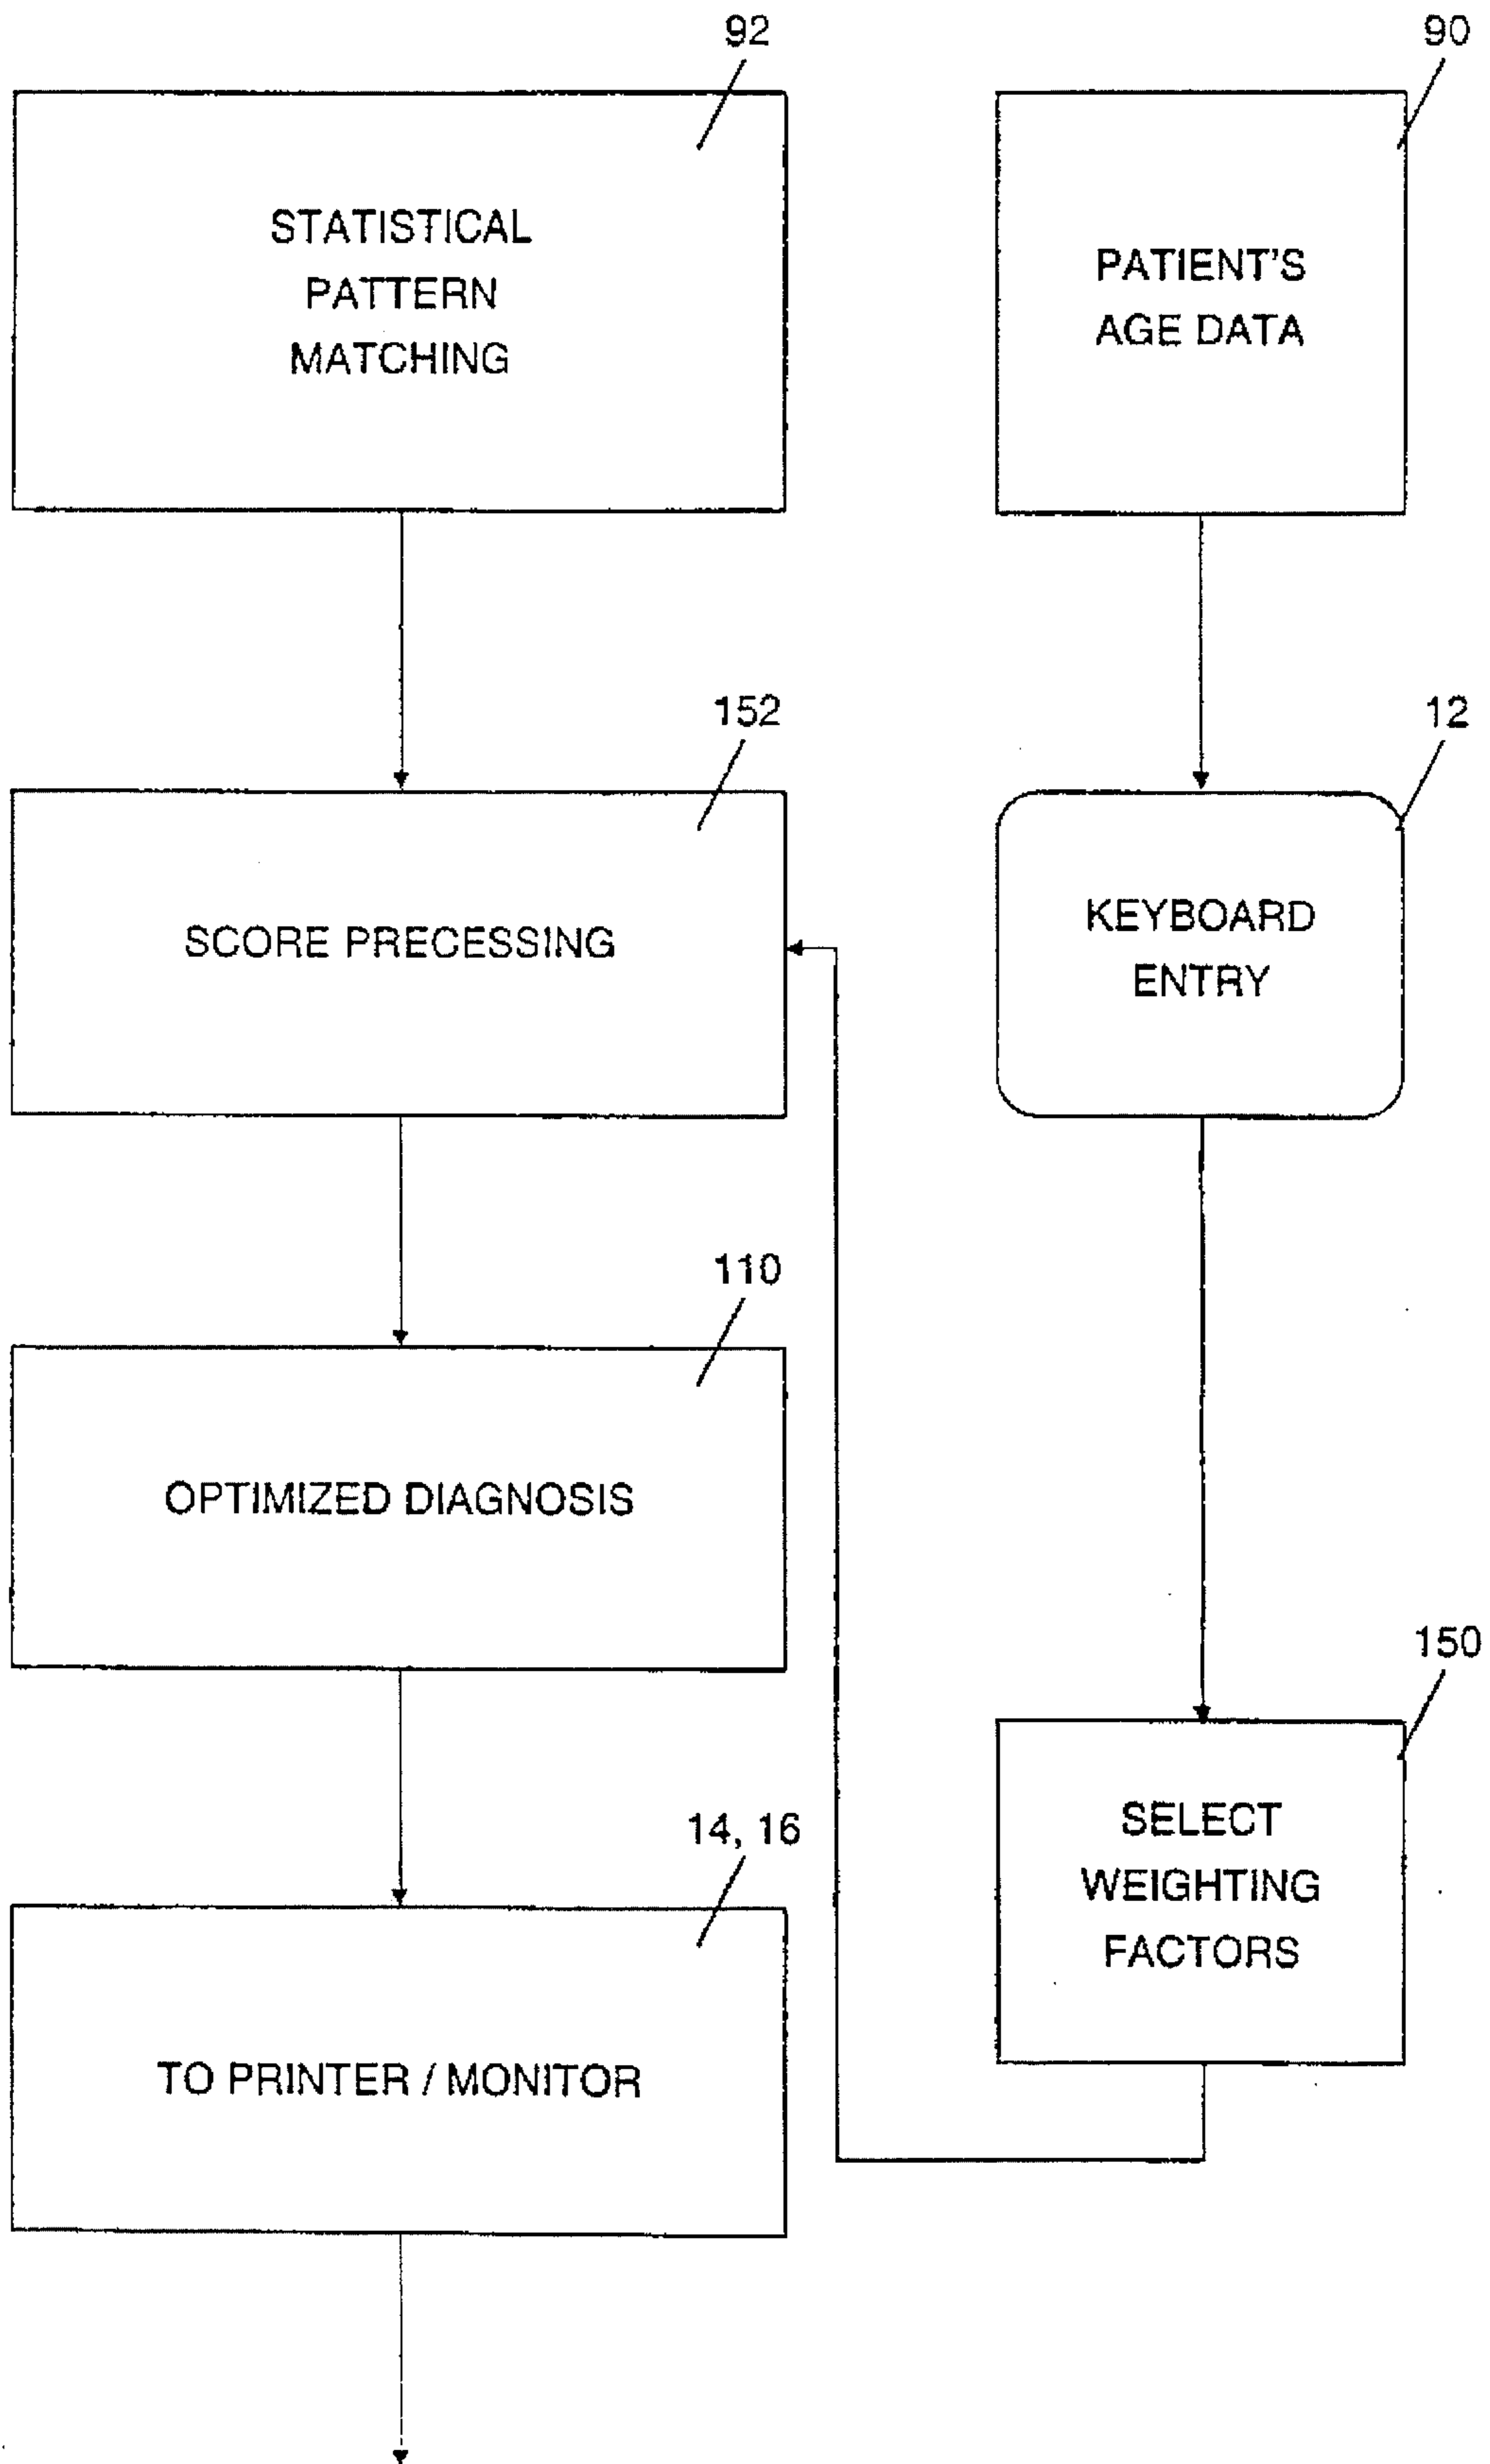 92
STATISTICAL
PATTERN
MATCHING
90
PATIENT'S
AGE DATA
152
SCORE PRECESSING
12
KEYBOARD
ENTRY
110
OPTIMIZED DIAGNOSIS
150
SELECT
WEIGHTING
FACTORS
14, 16
TO PRINTER / MONITOR